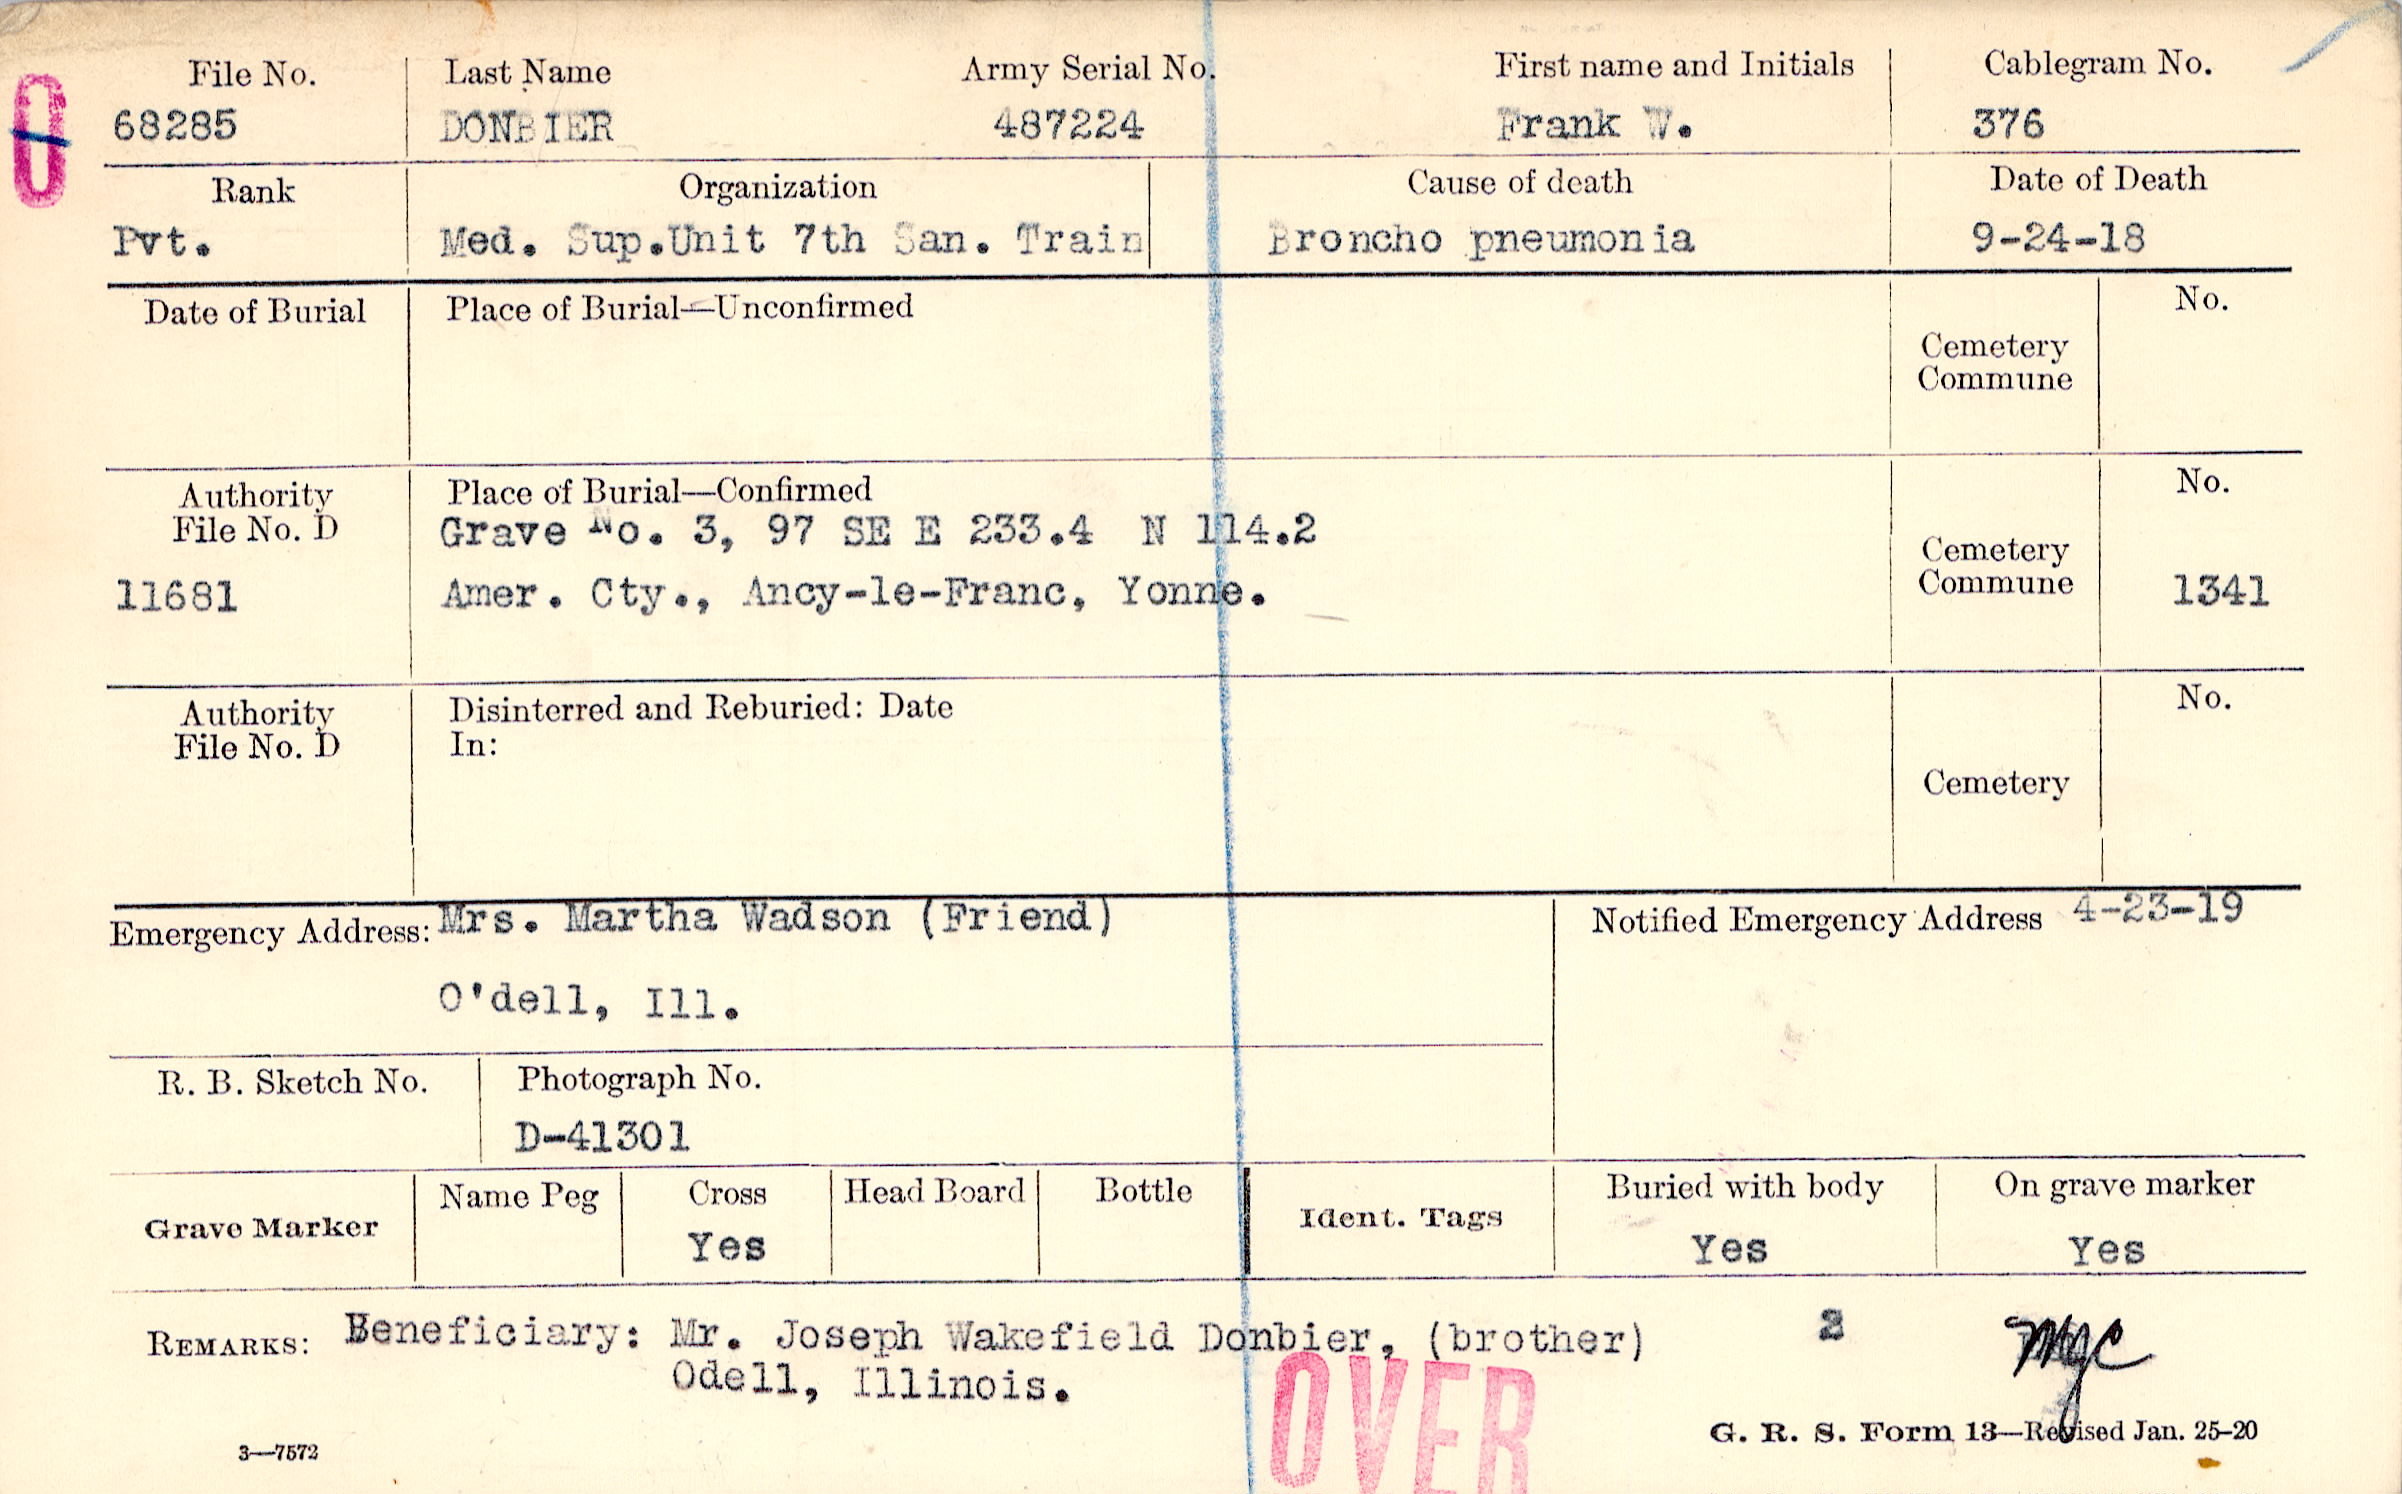 File No. Last Name Army Serial No. First name and Initials Cablegram No.
68285 DONBIER 487224 Frank W. 376
Rank Organization Cause of death Date of Death
Pvt. Med. Sup.Unit 7th San. Train Broncho pneumonia 9-24-18
Date of Burial Place of Burial—Unconfirmed No.
Cemetery
Commune
Authority Place of Burial—Confirmed No.
File No. D Grave No. 3, 97 SE E 233.4 N 114.2
Cemetery
11681 Amer. Cty., Ancy-le-Franc, Yonne. Commune 1341
Authority Disinterred and Reburied: Date No.
File No. D In:
Cemetery
Emergency Address: Mrs. Martha Wadson (Friend) Notified Emergency Address 4-23-19
O'dell, Ill.
R. B. Sketch No. Photograph No.
D-41301
Grave Marker Name Peg Cross Head Board Bottle Ident. Tags Buried with body On grave marker
Yes Yes Yes
REMARKS: Beneficiary: Mr. Joseph Wakefield Donbier, (brother) 2
Odell, Illinois.
OVER
G. R. S. Form 13—Revised Jan. 25-20
3—7572